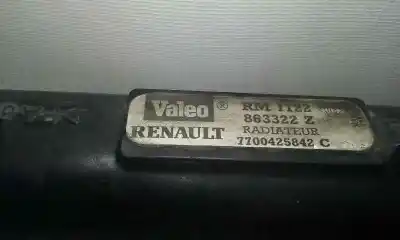 Valeo ® RM 1122
863322 Z
RENAULT RADIATEUR
7700425842 C